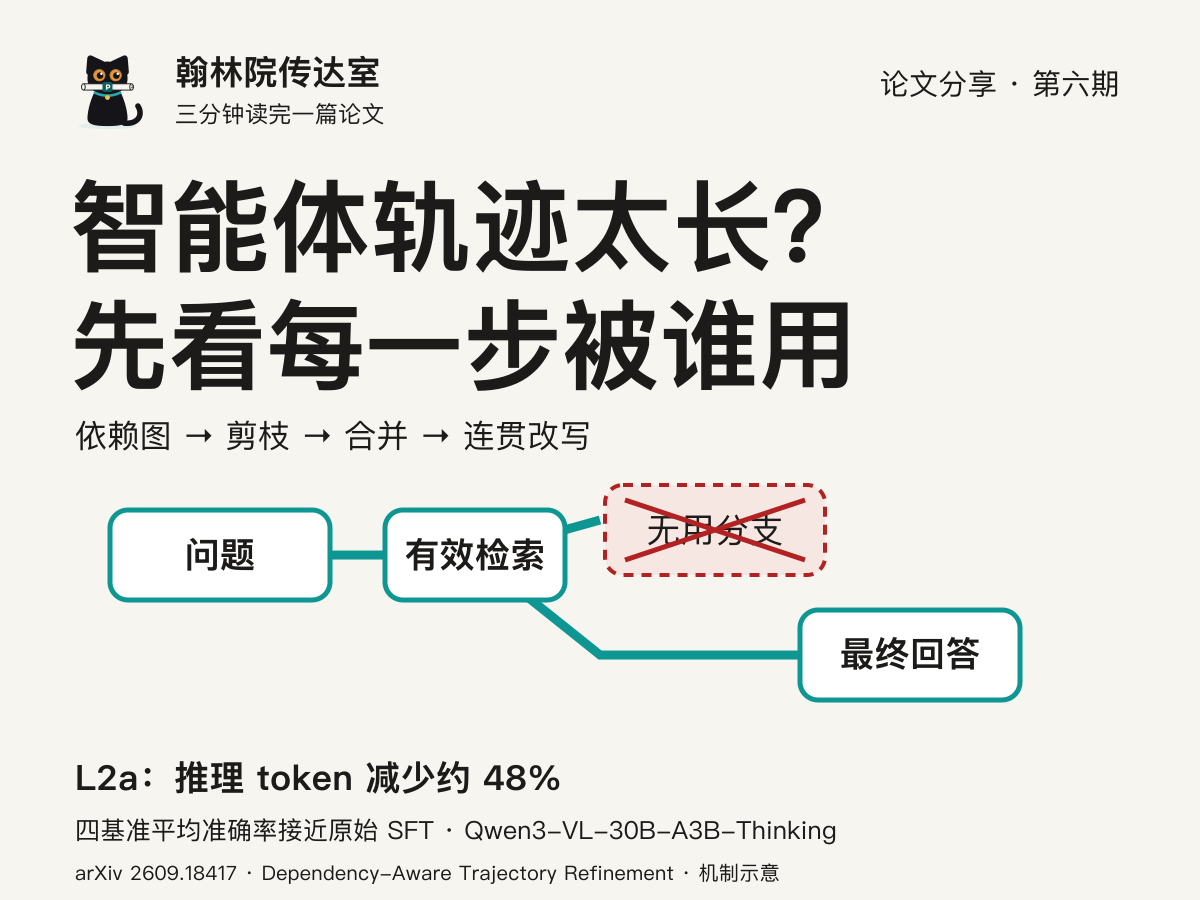 翰林院传达室
三分钟读完一篇论文
论文分享 · 第六期
智能体轨迹太长?
先看每一步被谁用
依赖图 → 剪枝 → 合并 → 连贯改写
问题
有效检索
无用分支
最终回答
L2a：推理 token 减少约 48%
四基准平均准确率接近原始 SFT · Qwen3-VL-30B-A3B-Thinking
arXiv 2609.18417 · Dependency-Aware Trajectory Refinement · 机制示意